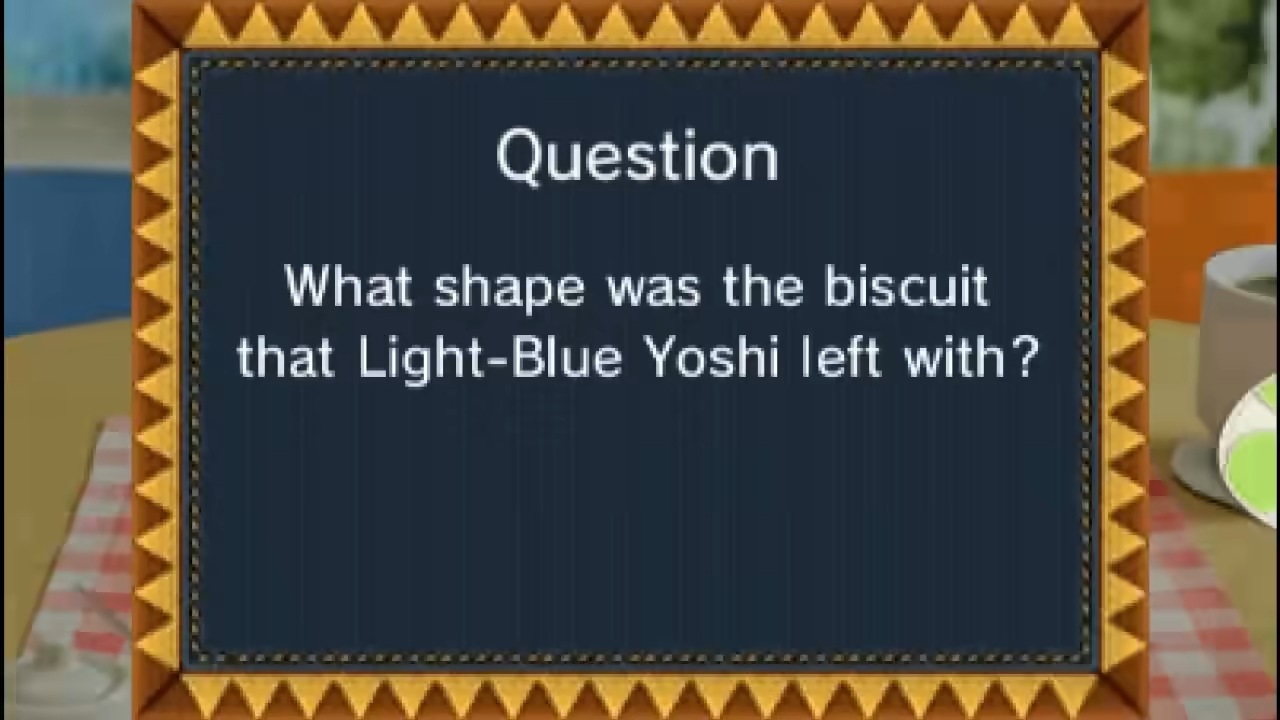 Question
What shape was the biscuit
that Light-Blue Yoshi left with?